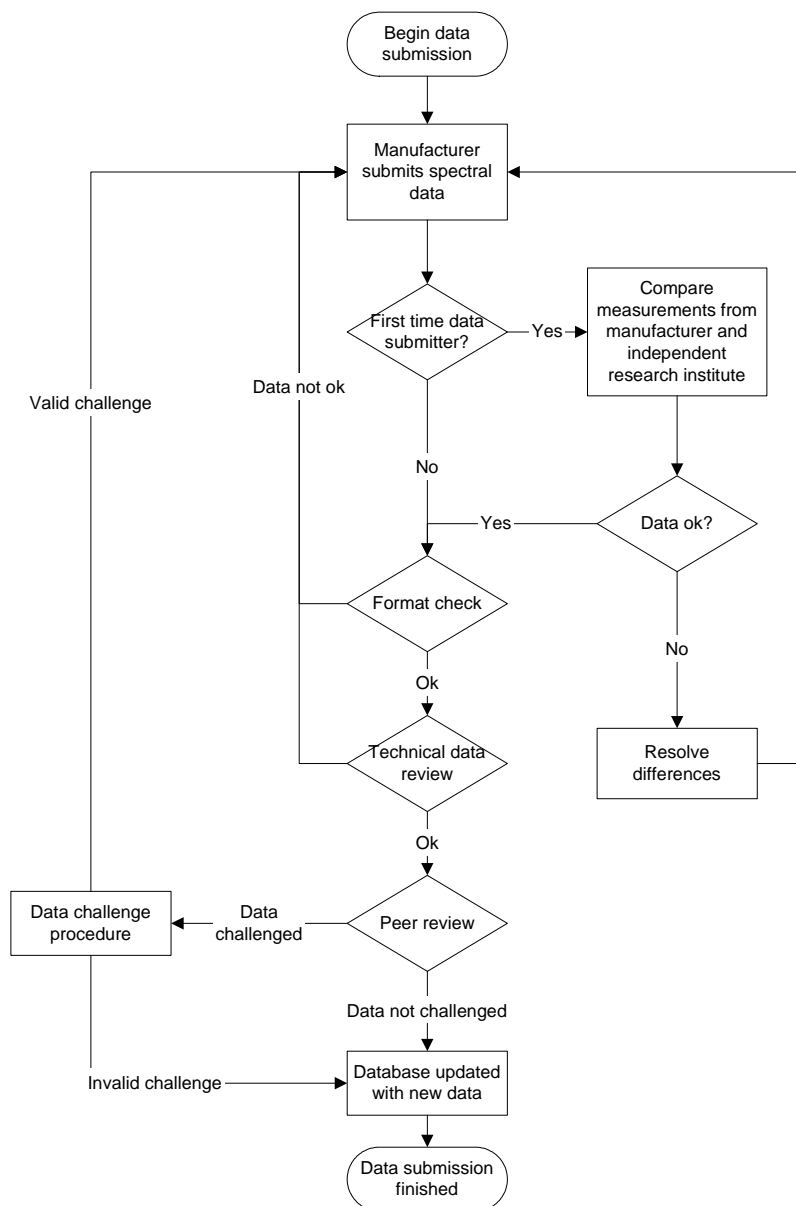 Begin data
submission
Manufacturer
submits spectral
data
First time data
submitter?
Yes
Compare
measurements from
manufacturer and
independent
research institute
Valid challenge
Data not ok
No
Yes
Data ok?
Format check
No
Ok
Technical data
review
Resolve
differences
Ok
Data challenge
procedure
Data
challenged
Peer review
Data not challenged
Invalid challenge
Database updated
with new data
Data submission
finished